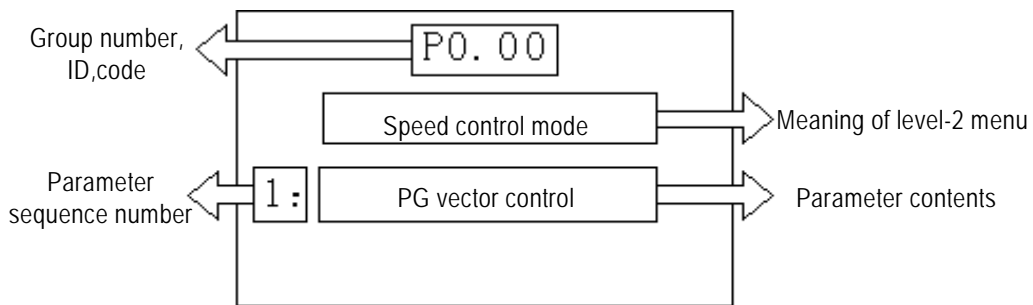 Group number,
ID,code
P0.00
Speed control mode
Meaning of level-2 menu
Parameter
sequence number
1:
PG vector control
Parameter contents